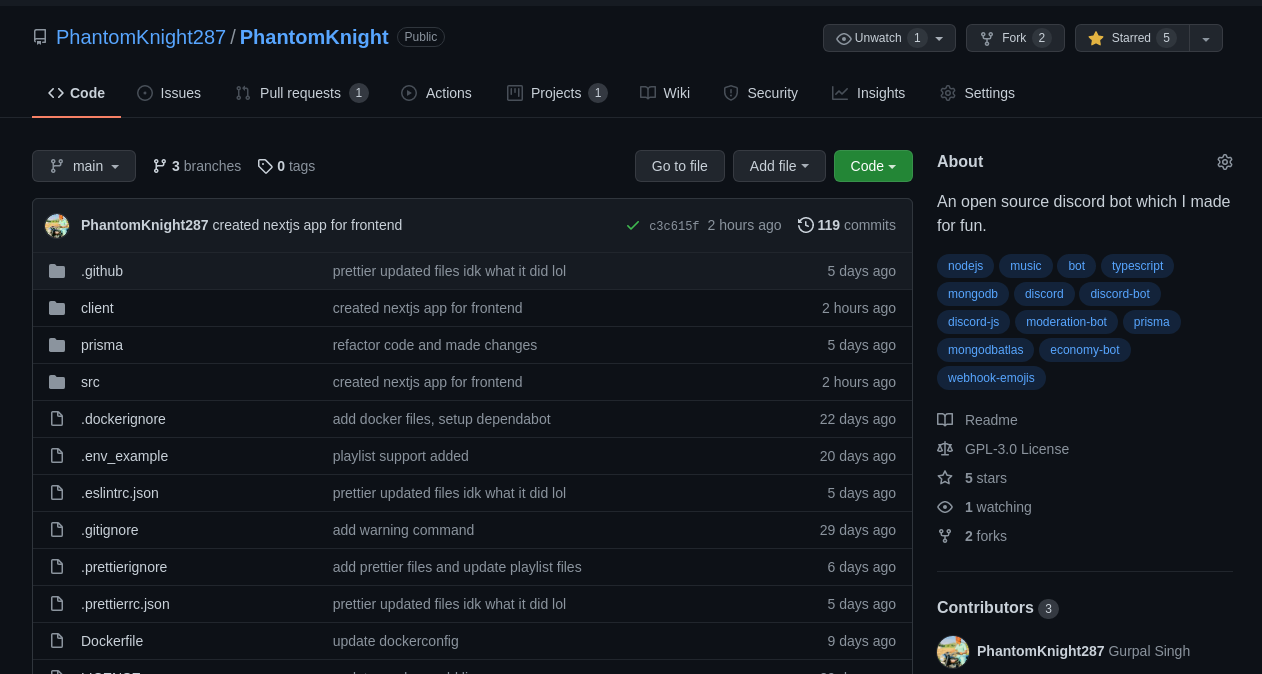 PhantomKnight287 / PhantomKnight Public
Unwatch 1 Fork 2 Starred 5
Code Issues Pull requests 1 Actions Projects 1 Wiki Security Insights Settings
main 3 branches 0 tags Go to file Add file Code
PhantomKnight287 created nextjs app for frontend c3c615f 2 hours ago 119 commits
.github prettier updated files idk what it did lol 5 days ago
client created nextjs app for frontend 2 hours ago
prisma refactor code and made changes 5 days ago
src created nextjs app for frontend 2 hours ago
.dockerignore add docker files, setup dependabot 22 days ago
.env_example playlist support added 20 days ago
.eslintrc.json prettier updated files idk what it did lol 5 days ago
.gitignore add warning command 29 days ago
.prettierignore add prettier files and update playlist files 6 days ago
.prettierrc.json prettier updated files idk what it did lol 5 days ago
Dockerfile update dockerconfig 9 days ago
About
An open source discord bot which I made
for fun.
nodejs music bot typescript
mongodb discord discord-bot
discord-js moderation-bot prisma
mongodbatlas economy-bot
webhook-emojis
Readme
GPL-3.0 License
5 stars
1 watching
2 forks
Contributors 3
PhantomKnight287 Gurpal Singh